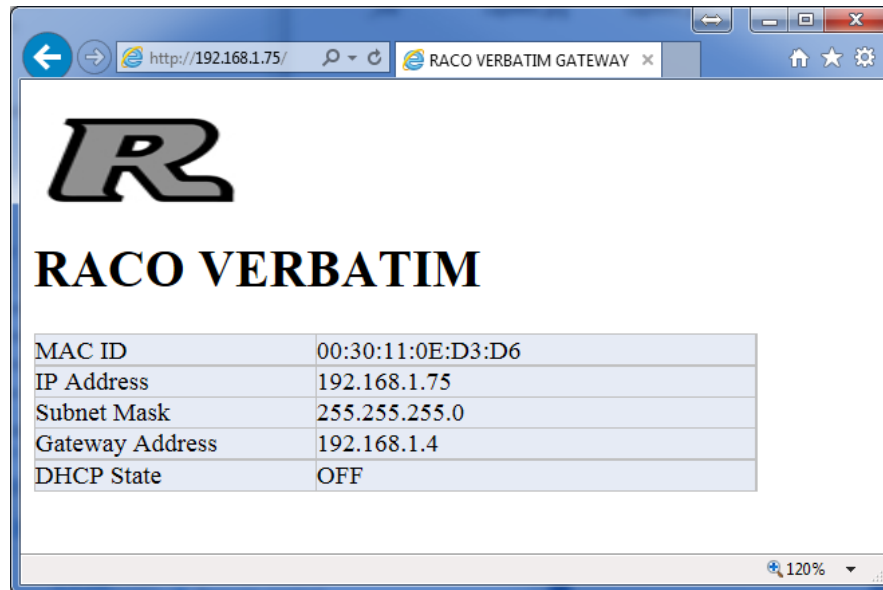 http://192.168.1.75/
RACO VERBATIM GATEWAY
R
RACO VERBATIM
MAC ID 00:30:11:0E:D3:D6
IP Address 192.168.1.75
Subnet Mask 255.255.255.0
Gateway Address 192.168.1.4
DHCP State OFF
120%